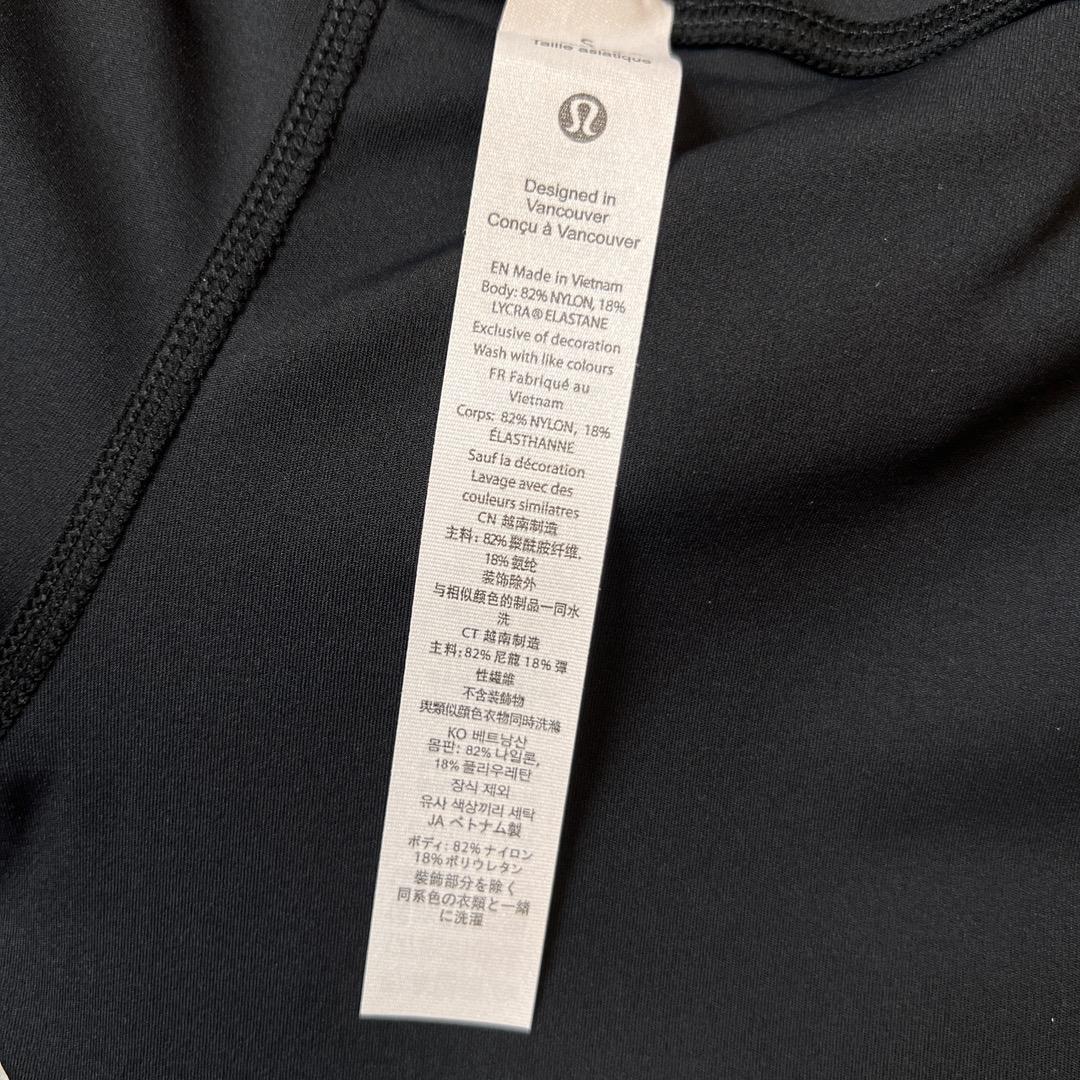 Taille asiatique
Designed in
Vancouver
Conçu à Vancouver
EN Made in Vietnam
Body: 82% NYLON, 18%
LYCRA® ELASTANE
Exclusive of decoration
Wash with like colours
FR Fabriqué au
Vietnam
Corps: 82% NYLON, 18%
ÉLASTHANNE
Sauf la décoration
Lavage avec des
couleurs similatres
CN 越南制造
主料: 82% 聚酰胺纤维,
18% 氨纶
装饰除外
与相似颜色的制品一同水
洗
CT 越南制造
主料: 82% 尼龍 18% 彈
性纖維
不含装飾物
與類似顔色衣物同時洗滌
KO 베트남산
몸판: 82% 나일론,
18% 폴리우레탄
장식 제외
유사 색상끼리 세탁
JA ベトナム製
ボディ: 82% ナイロン
18% ポリウレタン
装飾部分を除く
同系色の衣類と一緒
に洗濯